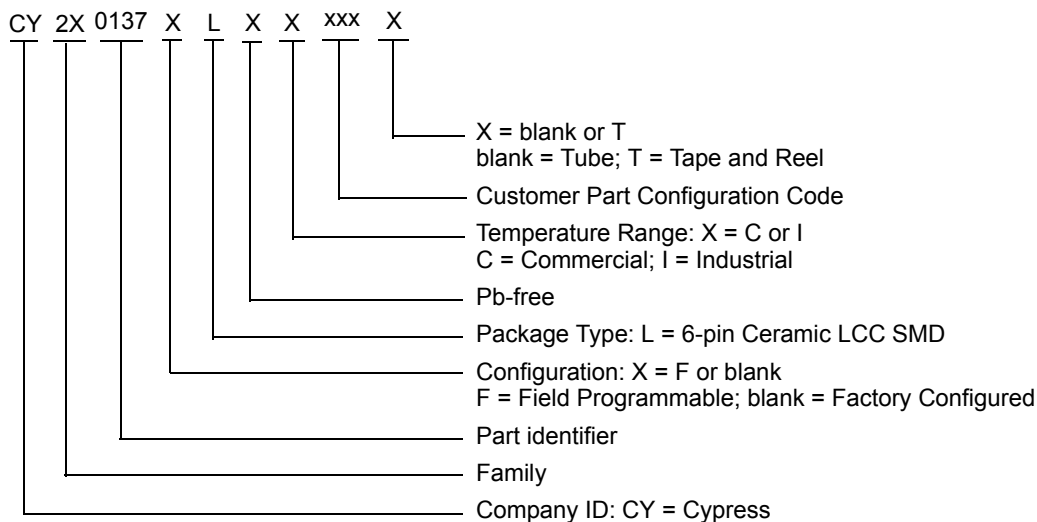 CY 2X 0137 X L X X xxx X
X = blank or T
blank = Tube; T = Tape and Reel
Customer Part Configuration Code
Temperature Range: X = C or I
C = Commercial; I = Industrial
Pb-free
Package Type: L = 6-pin Ceramic LCC SMD
Configuration: X = F or blank
F = Field Programmable; blank = Factory Configured
Part identifier
Family
Company ID: CY = Cypress